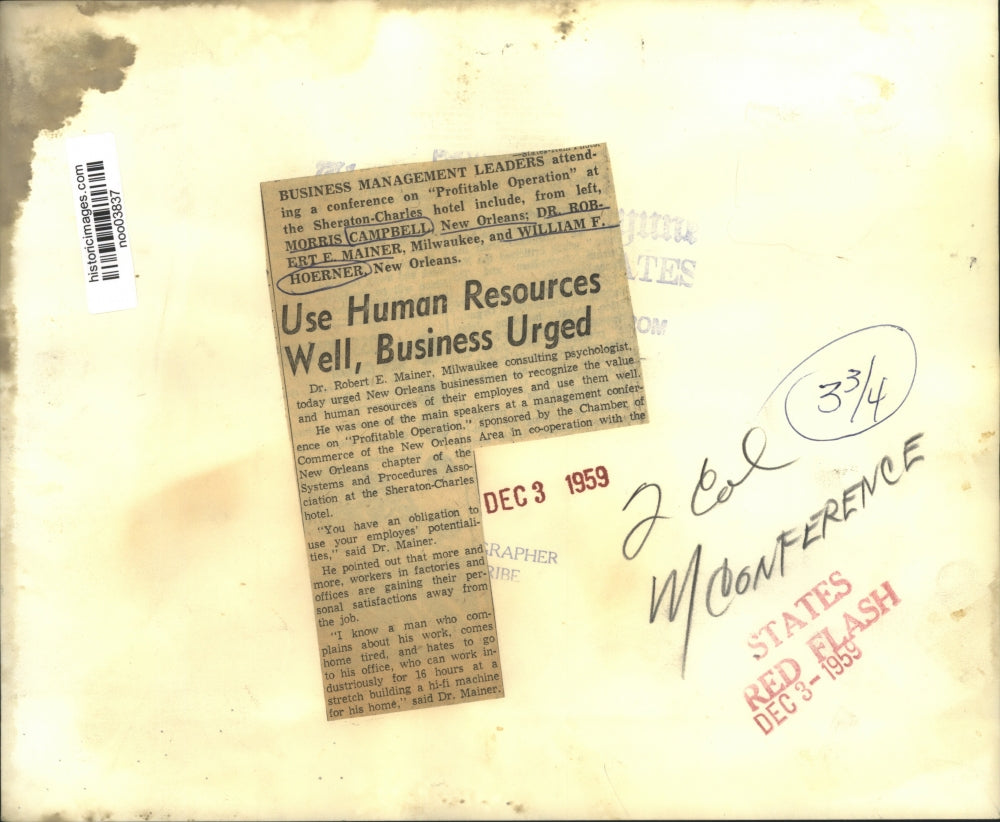 historicimages.com
noo03837
—States-Item Photo.
BUSINESS MANAGEMENT LEADERS attend-
ing a conference on "Profitable Operation" at
the Sheraton-Charles hotel include, from left,
MORRIS CAMPBELL, New Orleans; DR. ROB-
ERT E. MAINER, Milwaukee, and WILLIAM F.
HOERNER, New Orleans.
Use Human Resources
Well, Business Urged
Dr. Robert E. Mainer, Milwaukee consulting psychologist,
today urged New Orleans businessmen to recognize the value
and human resources of their employes and use them well.
He was one of the main speakers at a management confer-
ence on "Profitable Operation," sponsored by the Chamber of
Commerce of the New Orleans Area in co-operation with the
New Orleans chapter of the
Systems and Procedures Asso-
ciation at the Sheraton-Charles
hotel.
"You have an obligation to
use your employes' potentiali-
ties," said Dr. Mainer.
He pointed out that more and
more, workers in factories and
offices are gaining their per-
sonal satisfactions away from
the job.
"I know a man who com-
plains about his work, comes
home tired, and hates to go
to his office, who can work in-
dustriously for 16 hours at a
stretch building a hi-fi machine
for his home," said Dr. Mainer.
ATES
OM
DEC 3 1959
GRAPHER
RIBE
3 3/4
2 Col
M CONFERENCE
STATES
RED FLASH
DEC 3 - 1959